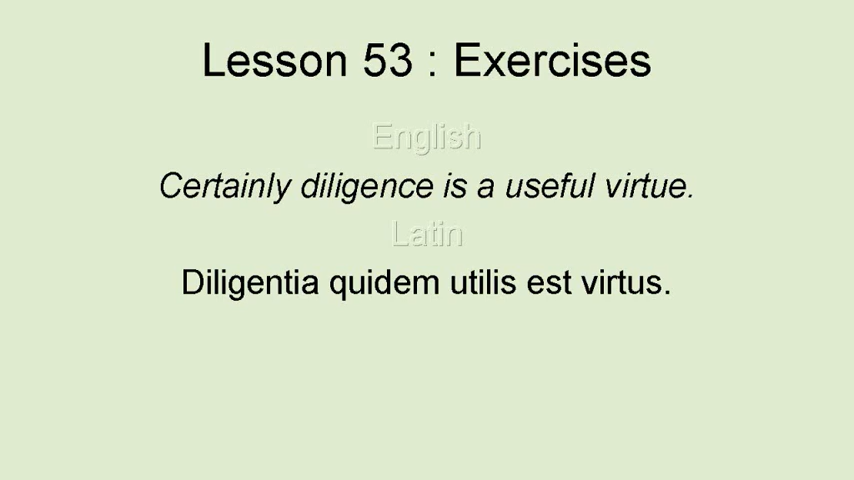 Lesson 53 : Exercises
English
Certainly diligence is a useful virtue.
Latin
Diligentia quidem utilis est virtus.